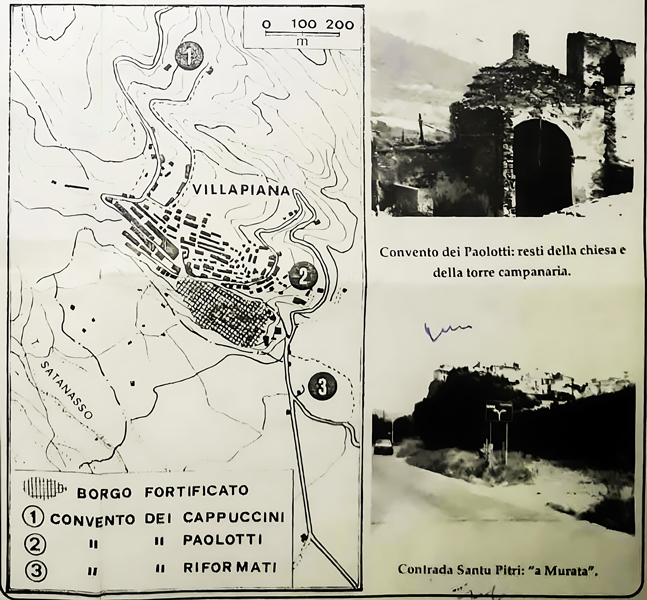 0 100 200
m
1
VILLAPIANA
2
SATANASSO
3
BORGO FORTIFICATO
1 CONVENTO DEI CAPPUCCINI
2 " " PAOLOTTI
3 " " RIFORMATI
Convento dei Paolotti: resti della chiesa e
della torre campanaria.
Contrada Santu Pitri: "a Murata".